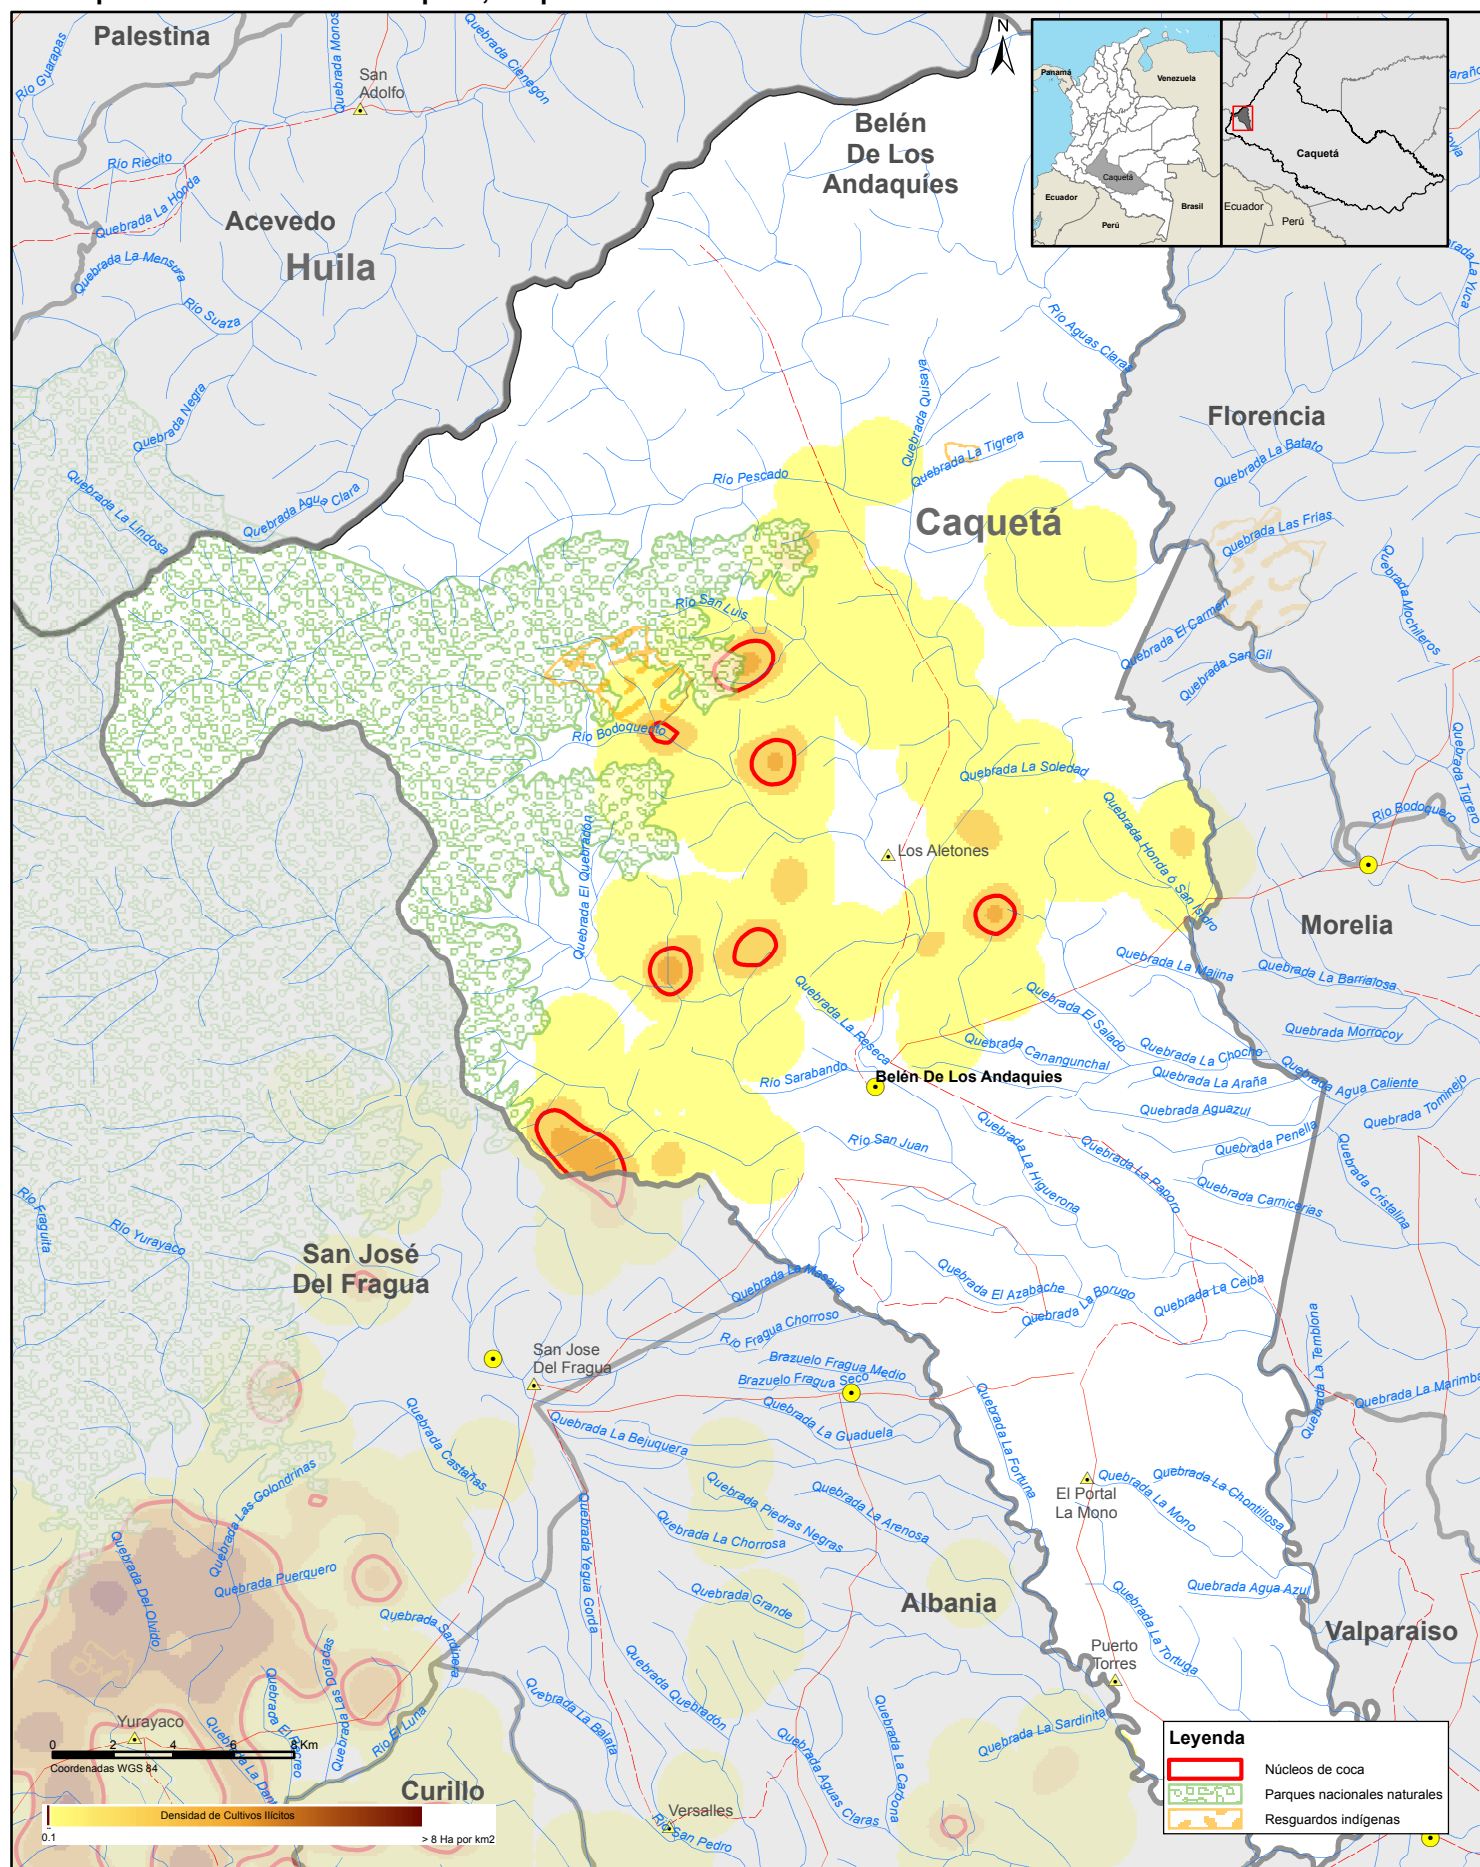 Palestina
San
Adolfo
Río Guarapas
Quebrada Monos
Quebrada Cienegón
N
Panamá
Venezuela
Caquetá
Ecuador
Brasil
Perú
Caquetá
Ecuador
Perú
Belén
De Los
Andaquíes
Río Riecito
Quebrada La Honda
Acevedo
Huila
Quebrada La Mensura
Río Suaza
Río Aguas Claras
Quebrada Negra
Quebrada Quisaya
Florencia
Quebrada La Batato
Quebrada La Lindosa
Quebrada Agua Clara
Río Pescado
Quebrada La Tigrera
Caquetá
Quebrada Las Frias
Quebrada Mochileros
Río San Luis
Quebrada El Carmen
Quebrada San Gil
Río Bodoquerito
Quebrada La Soledad
Quebrada Tigrero
Río Bodoquero
Quebrada Honda ó San Isidro
Los Aletones
Quebrada El Quebradón
Morelia
Quebrada La Majina
Quebrada La Barrialosa
Quebrada El Salado
Quebrada Morrocoy
Quebrada La Reseca
Quebrada Canangunchal
Quebrada La Chocho
Río Sarabando
Belén De Los Andaquies
Quebrada La Araña
Quebrada Agua Caliente
Quebrada Tominejo
Quebrada Aguazul
Río San Juan
Quebrada La Higuerona
Quebrada La Paporo
Quebrada Penella
Quebrada Cristalina
Quebrada Carnicerias
Río Fraguita
Río Yurayaco
San José
Del Fragua
Quebrada La Masaya
Quebrada El Azabache
Quebrada La Borugo
Quebrada La Ceiba
Río Fragua Chorroso
Quebrada La Temblona
San Jose
Del Fragua
Brazuelo Fragua Medio
Brazuelo Fragua Seco
Quebrada La Marimba
Quebrada La Guaduela
Quebrada La Bejuquera
Quebrada Castañas
Quebrada La Fortuna
Quebrada Las Golondrinas
Quebrada Piedras Negras
Quebrada La Arenosa
El Portal
La Mono
Quebrada La Mono
Quebrada La Chontillosa
Quebrada La Chorrosa
Quebrada Yegua Gorda
Quebrada Del Olvido
Quebrada Puerquero
Quebrada Grande
Albania
Quebrada Agua Azul
Quebrada Sardinera
Valparaiso
Quebrada La Tortuga
Puerto
Torres
Quebrada Las Doradas
Quebrada El Recreo
Quebrada Quebradón
Quebrada La Balata
Quebrada La Sardinita
Yurayaco
Río El Luna
Quebrada La Carbona
Quebrada Aguas Claras
0 2 4 6 8 Km
Coordenadas WGS 84
Curillo
Versalles
Río San Pedro
Densidad de Cultivos Ilícitos
0.1
> 8 Ha por km2
Leyenda
Núcleos de coca
Parques nacionales naturales
Resguardos indígenas